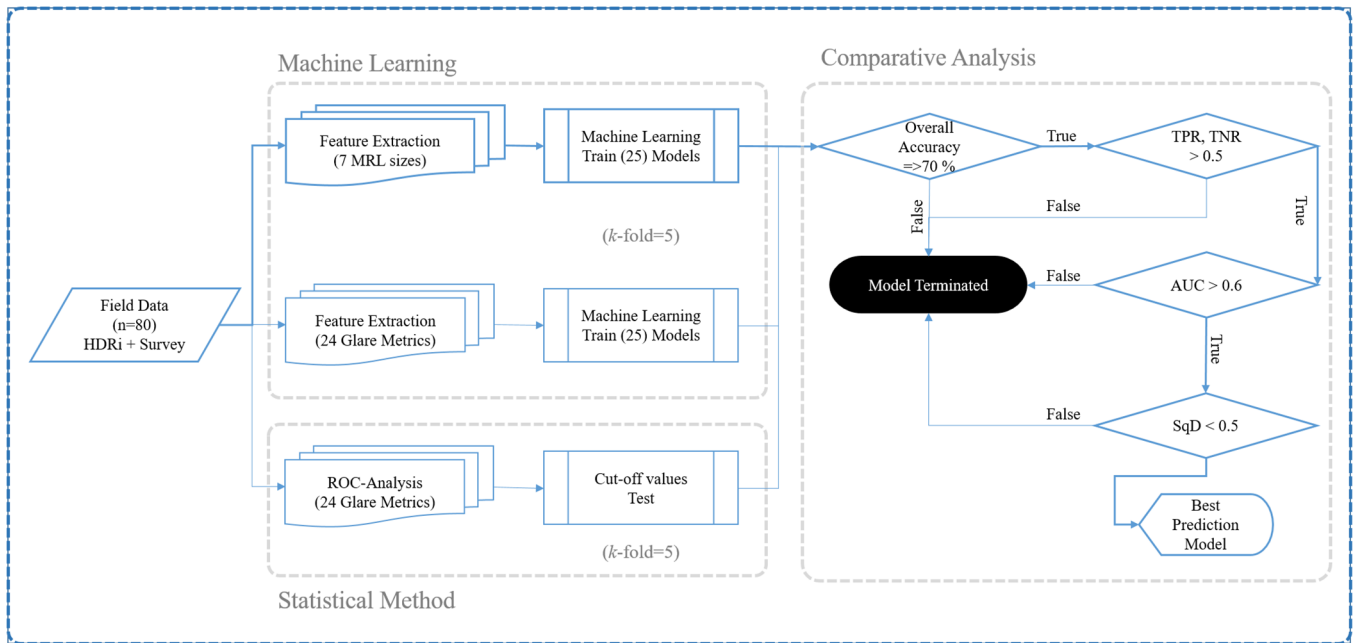 Machine Learning
Feature Extraction
(7 MRL sizes)
Machine Learning
Train (25) Models
(k-fold=5)
Field Data
(n=80)
HDRi + Survey
Feature Extraction
(24 Glare Metrics)
Machine Learning
Train (25) Models
ROC-Analysis
(24 Glare Metrics)
Cut-off values
Test
(k-fold=5)
Statistical Method
Comparative Analysis
Overall
Accuracy
=>70 %
True
TPR, TNR
> 0.5
False
False
True
Model Terminated
False
AUC > 0.6
True
False
SqD < 0.5
Best
Prediction
Model